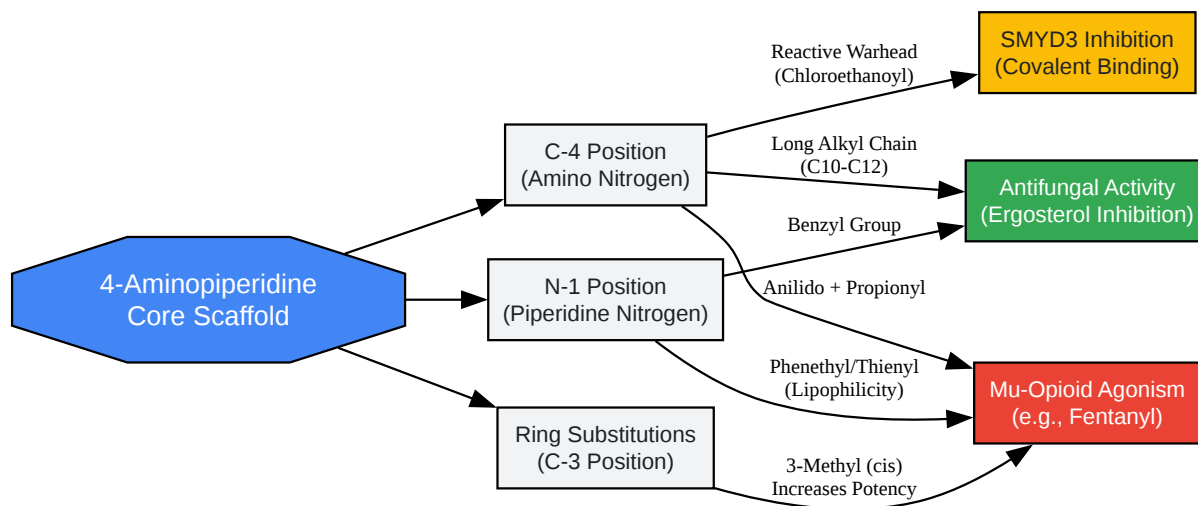 4-Aminopiperidine
Core Scaffold
C-4 Position
(Amino Nitrogen)
N-1 Position
(Piperidine Nitrogen)
Ring Substitutions
(C-3 Position)
Reactive Warhead
(Chloroethanoyl)
Long Alkyl Chain
(C10-C12)
Benzyl Group
Anilido + Propionyl
Phenethyl/Thienyl
(Lipophilicity)
3-Methyl (cis)
Increases Potency
SMYD3 Inhibition
(Covalent Binding)
Antifungal Activity
(Ergosterol Inhibition)
Mu-Opioid Agonism
(e.g., Fentanyl)